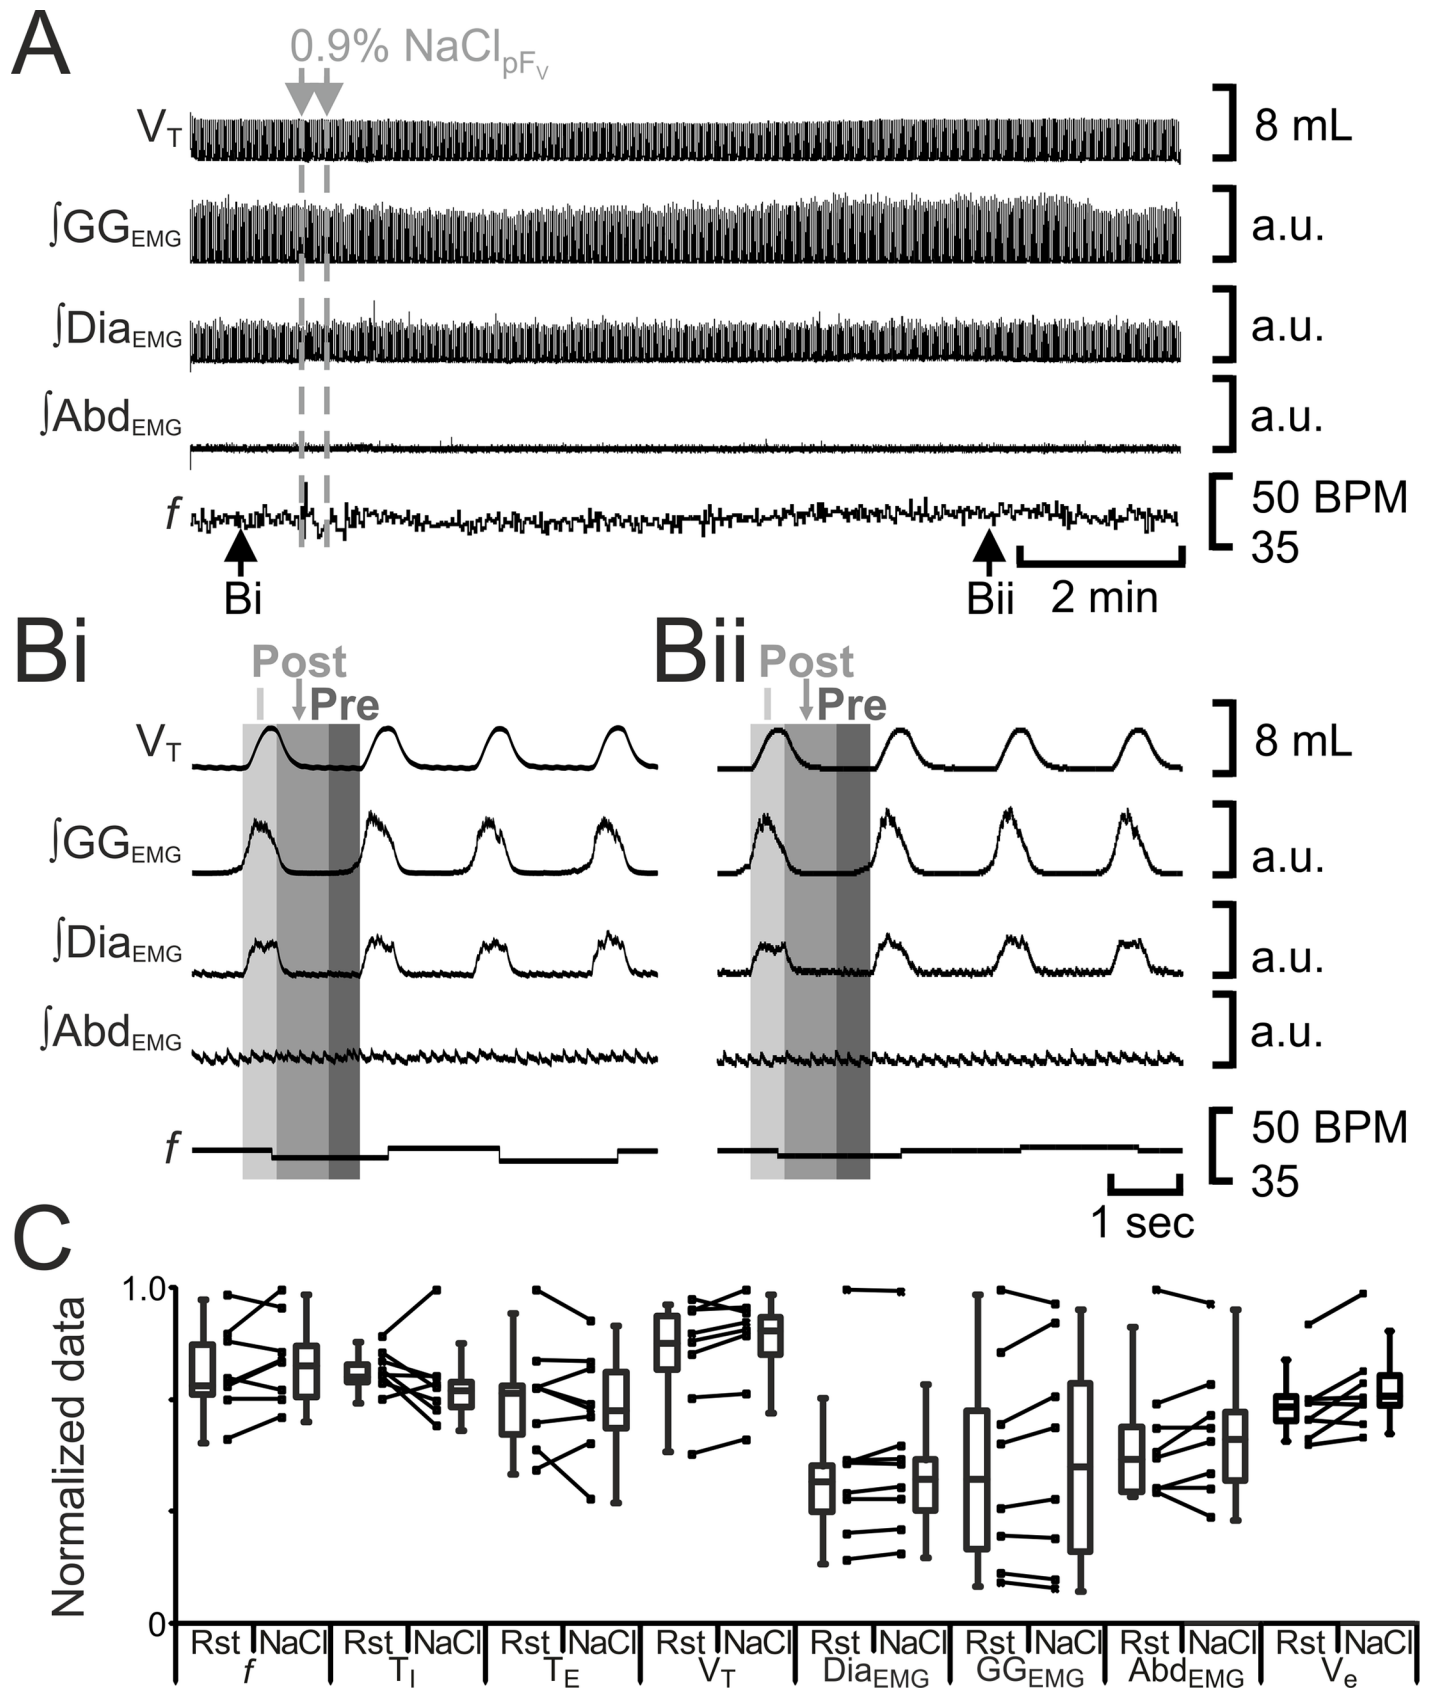 A
0.9% NaCl pFV
VT 8 mL
∫GGEMG a.u.
∫DiaEMG a.u.
∫AbdEMG a.u.
f 50 BPM
35
Bi Bii 2 min
Bi Bii
Post Post
Pre Pre
VT 8 mL
∫GGEMG a.u.
∫DiaEMG a.u.
∫AbdEMG a.u.
f 50 BPM
35
1 sec
C
1.0
Normalized data
0
Rst NaCl Rst NaCl Rst NaCl Rst NaCl Rst NaCl Rst NaCl Rst NaCl Rst NaCl
f TI TE VT DiaEMG GGEMG AbdEMG Ve